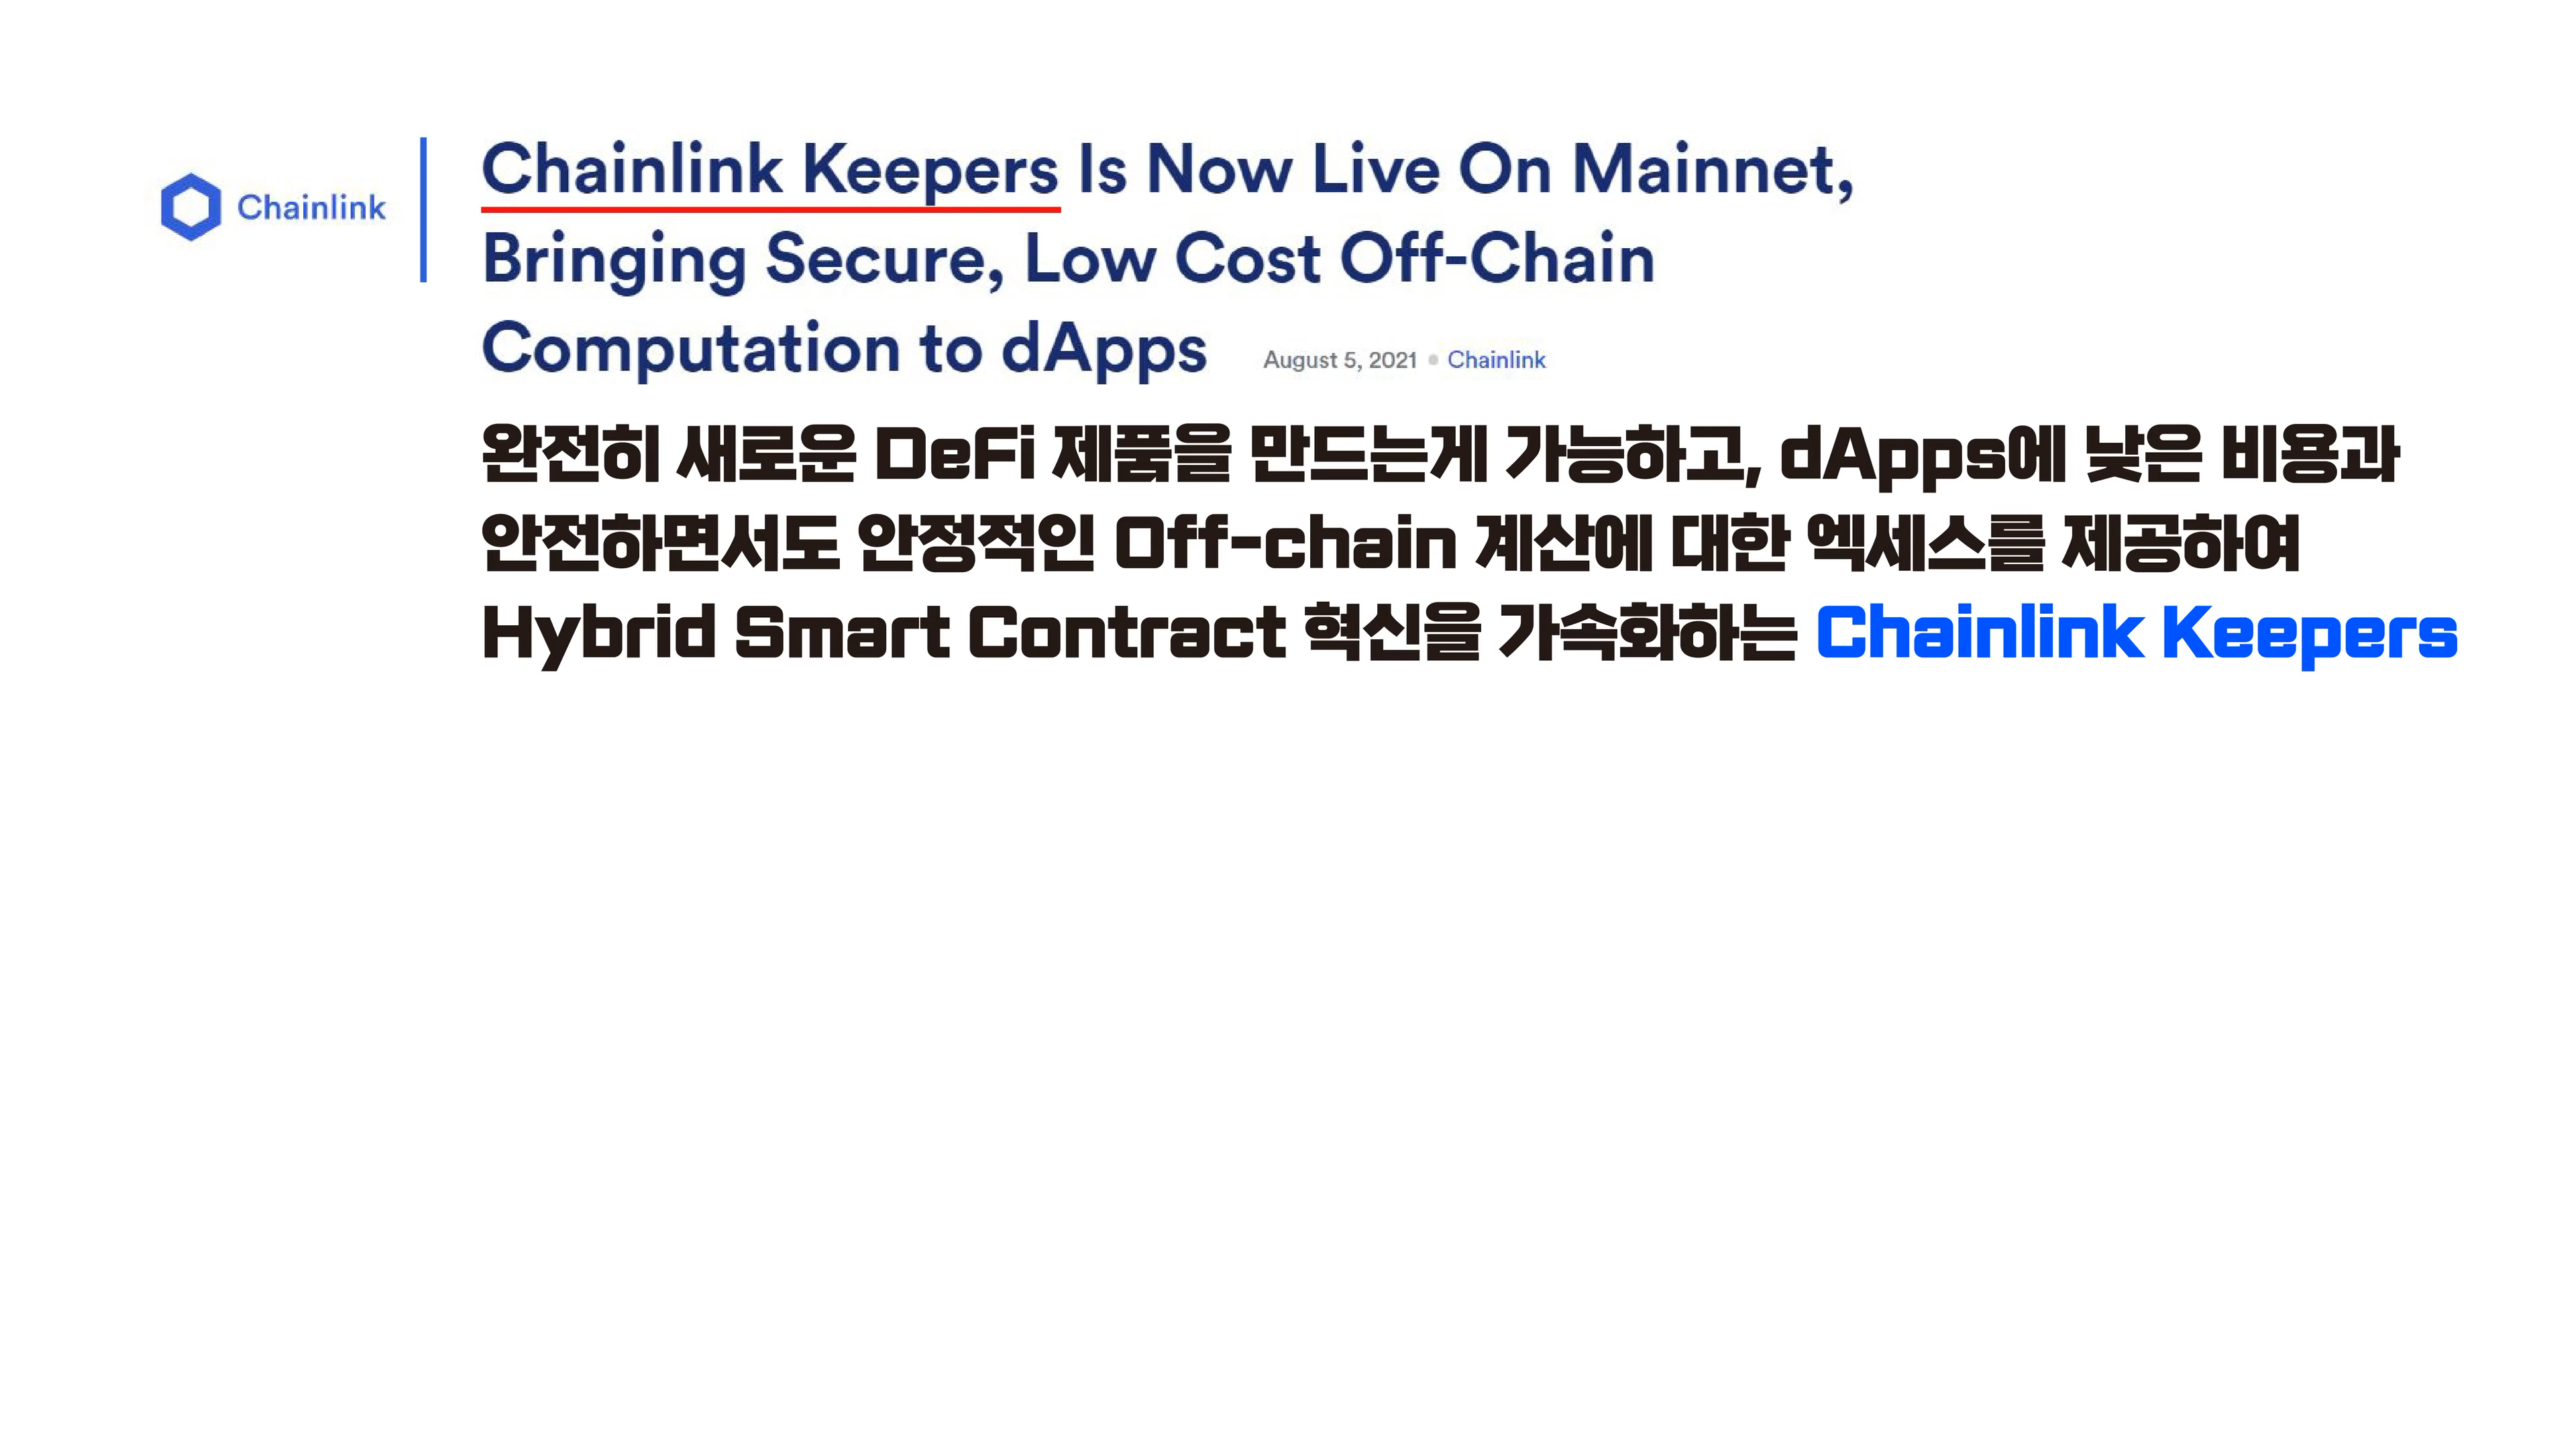 Chainlink
Chainlink Keepers Is Now Live On Mainnet,
Bringing Secure, Low Cost Off-Chain
Computation to dApps
August 5, 2021 • Chainlink
완전히 새로운 DeFi 제품을 만드는게 가능하고, dApps에 낮은 비용과
안전하면서도 안정적인 Off-chain 계산에 대한 엑세스를 제공하여
Hybrid Smart Contract 혁신을 가속화하는 Chainlink Keepers